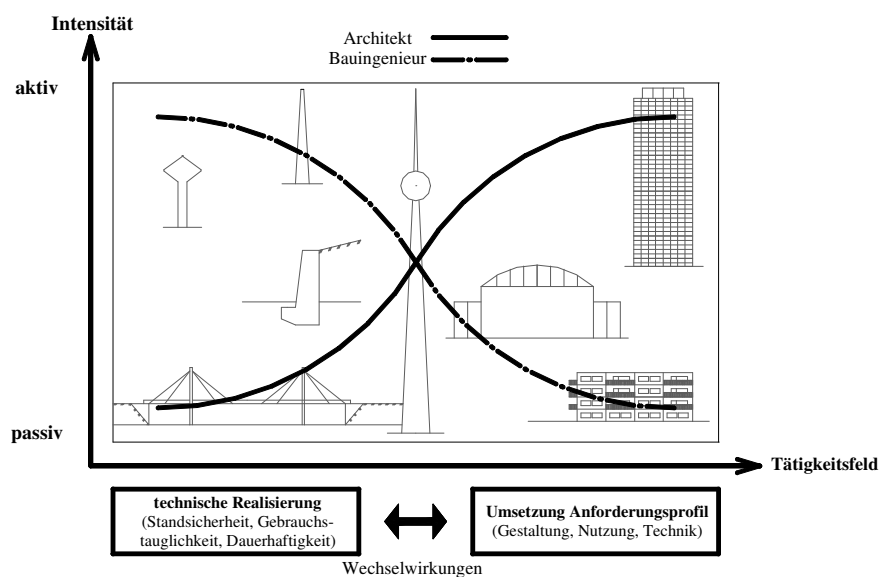 Intensität
Architekt
Bauingenieur
aktiv
passiv
Tätigkeitsfeld
technische Realisierung
(Standsicherheit, Gebrauchs-
tauglichkeit, Dauerhaftigkeit)
Umsetzung Anforderungsprofil
(Gestaltung, Nutzung, Technik)
Wechselwirkungen